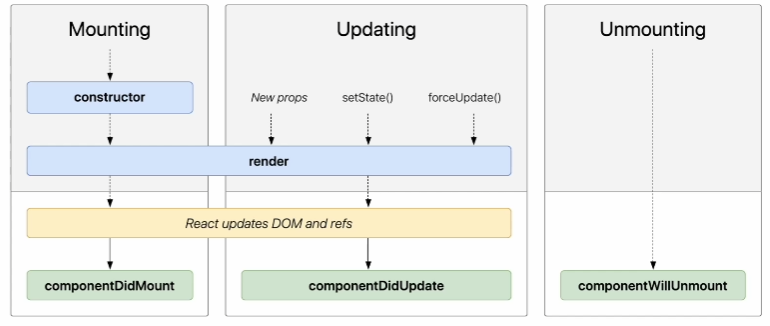 Mounting
Updating
Unmounting
constructor
New props
setState()
forceUpdate()
render
React updates DOM and refs
componentDidMount
componentDidUpdate
componentWillUnmount